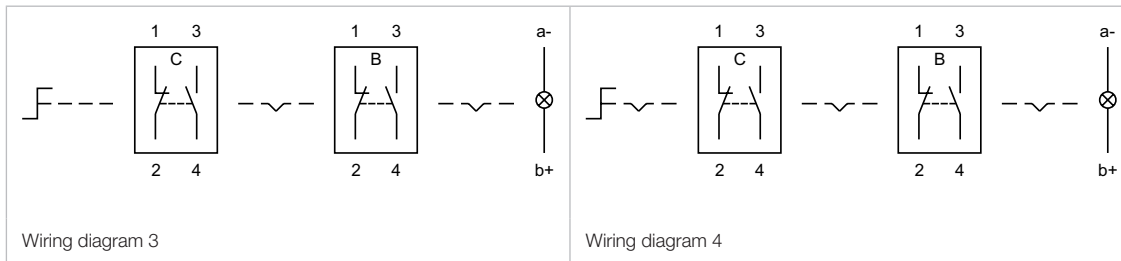 1 3 1 3 a- 1 3 1 3 a-
C B C B
2 4 2 4 b+ 2 4 2 4 b+
Wiring diagram 3 Wiring diagram 4